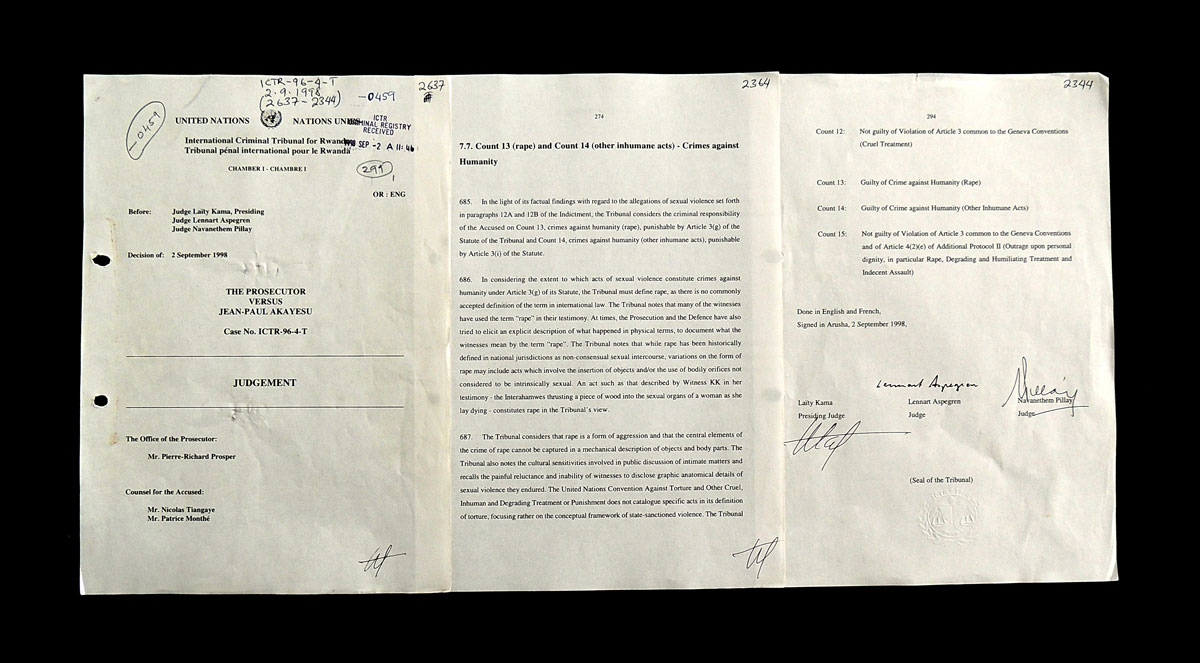 ICTR-96-4-T
2.9.1998
(2637-2344)
-0459
-0459
UNITED NATIONS
NATIONS
ICTR
CRIMINAL REGISTRY
RECEIVED
SEP -2 A 11: 46
International Criminal Tribunal for Rwanda
Tribunal pénal international pour le Rwanda
CHAMBER I - CHAMBRE I
OR : ENG
Before:
Judge Laïty Kama, Presiding
Judge Lennart Aspegren
Judge Navanethem Pillay
Decision of: 2 September 1998
THE PROSECUTOR
VERSUS
JEAN-PAUL AKAYESU
Case No. ICTR-96-4-T
JUDGEMENT
The Office of the Prosecutor:
Mr. Pierre-Richard Prosper
Counsel for the Accused:
Mr. Nicolas Tiangaye
Mr. Patrice Monthé
2637
2364
274
7.7. Count 13 (rape) and Count 14 (other inhumane acts) - Crimes against
Humanity
685. In the light of its factual findings with regard to the allegations of sexual violence set forth
in paragraphs 12A and 12B of the Indictment, the Tribunal considers the criminal responsibility
of the Accused on Count 13, crimes against humanity (rape), punishable by Article 3(g) of the
Statute of the Tribunal and Count 14, crimes against humanity (other inhumane acts), punishable
by Article 3(i) of the Statute.
686. In considering the extent to which acts of sexual violence constitute crimes against
humanity under Article 3(g) of its Statute, the Tribunal must define rape, as there is no commonly
accepted definition of the term in international law. The Tribunal notes that many of the witnesses
have used the term "rape" in their testimony. At times, the Prosecution and the Defence have also
tried to elicit an explicit description of what happened in physical terms, to document what the
witnesses mean by the term "rape". The Tribunal notes that while rape has been historically
defined in national jurisdictions as non-consensual sexual intercourse, variations on the form of
rape may include acts which involve the insertion of objects and/or the use of bodily orifices not
considered to be intrinsically sexual. An act such as that described by Witness KK in her
testimony - the Interahamwes thrusting a piece of wood into the sexual organs of a woman as she
lay dying - constitutes rape in the Tribunal's view.
687. The Tribunal considers that rape is a form of aggression and that the central elements of
the crime of rape cannot be captured in a mechanical description of objects and body parts. The
Tribunal also notes the cultural sensitivities involved in public discussion of intimate matters and
recalls the painful reluctance and inability of witnesses to disclose graphic anatomical details of
sexual violence they endured. The United Nations Convention Against Torture and Other Cruel,
Inhuman and Degrading Treatment or Punishment does not catalogue specific acts in its definition
of torture, focusing rather on the conceptual framework of state-sanctioned violence. The Tribunal
2344
294
Count 12: Not guilty of Violation of Article 3 common to the Geneva Conventions
(Cruel Treatment)
Count 13: Guilty of Crime against Humanity (Rape)
Count 14: Guilty of Crime against Humanity (Other Inhumane Acts)
Count 15: Not guilty of Violation of Article 3 common to the Geneva Conventions
and of Article 4(2)(e) of Additional Protocol II (Outrage upon personal
dignity, in particular Rape, Degrading and Humiliating Treatment and
Indecent Assault)
Done in English and French,
Signed in Arusha, 2 September 1998,
Lennart Aspegren
Laïty Kama
Presiding Judge
Lennart Aspegren
Judge
Navanethem Pillay
Judge
(Seal of the Tribunal)